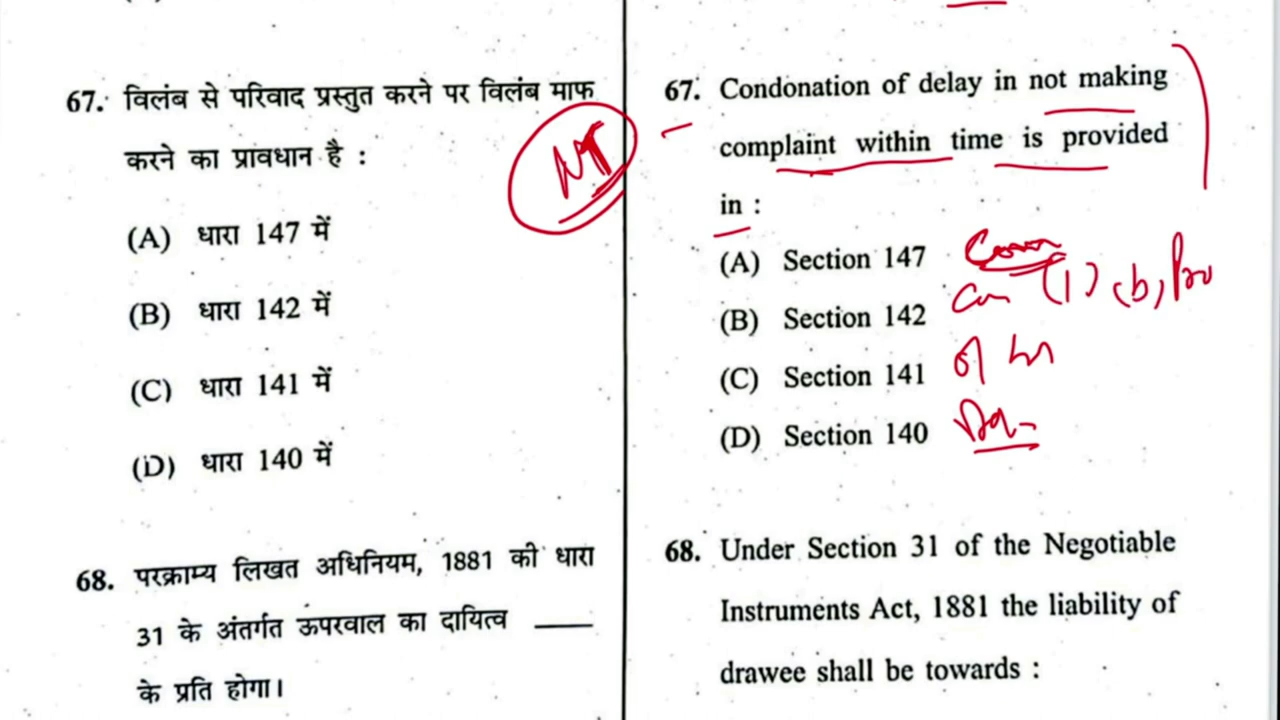 67. विलंब से परिवाद प्रस्तुत करने पर विलंब माफ
करने का प्रावधान है :
(A) धारा 147 में
(B) धारा 142 में
(C) धारा 141 में
(D) धारा 140 में
68. परक्राम्य लिखत अधिनियम, 1881 की धारा
31 के अंतर्गत ऊपरवाल का दायित्व ____
के प्रति होगा।
67. Condonation of delay in not making
complaint within time is provided
in :
(A) Section 147
(B) Section 142
(1) (b) Pro
(C) Section 141
(D) Section 140
68. Under Section 31 of the Negotiable
Instruments Act, 1881 the liability of
drawee shall be towards :